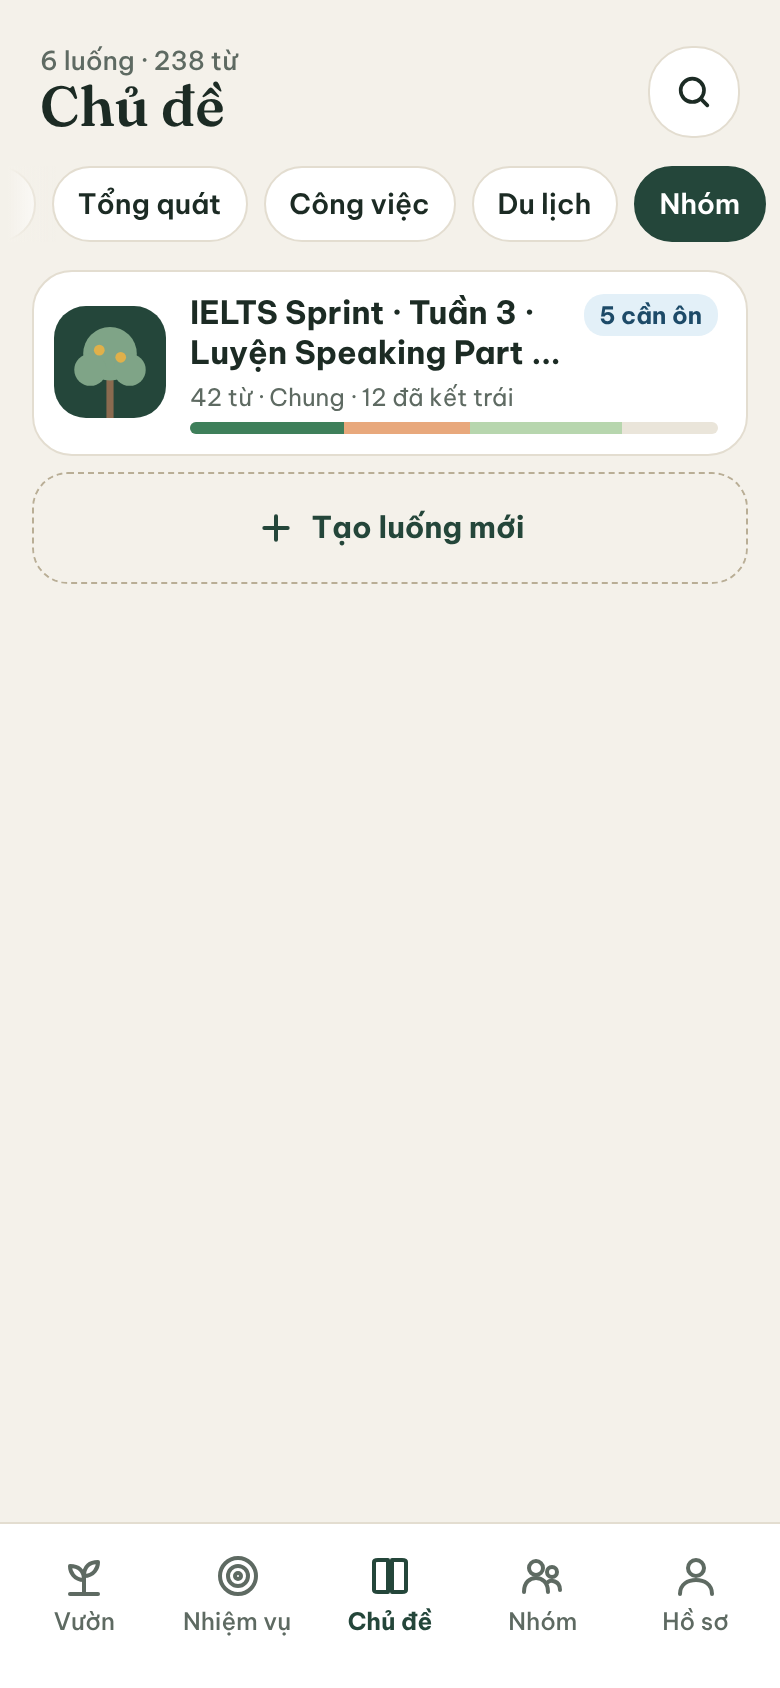 6 luống · 238 từ
Chủ đề
Tổng quát
Công việc
Du lịch
Nhóm
IELTS Sprint · Tuần 3 ·
Luyện Speaking Part ...
5 cần ôn
42 từ · Chung · 12 đã kết trái
Tạo luống mới
Vườn
Nhiệm vụ
Chủ đề
Nhóm
Hồ sơ